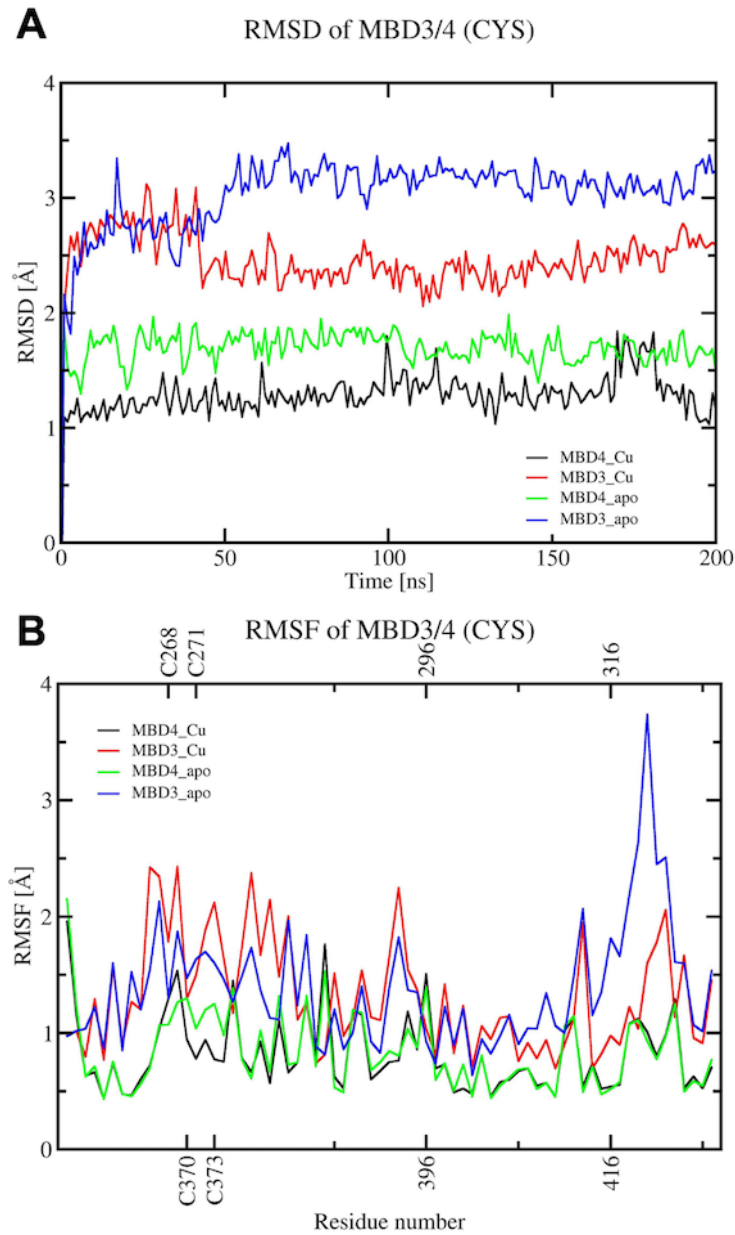 A
RMSD of MBD3/4 (CYS)
4
3
2
1
0
RMSD [Å]
MBD4_Cu
MBD3_Cu
MBD4_apo
MBD3_apo
0 50 100 150 200
Time [ns]
B
RMSF of MBD3/4 (CYS)
C268 C271 296 316
4
3
2
1
0
RMSF [Å]
MBD4_Cu
MBD3_Cu
MBD4_apo
MBD3_apo
C370 C373 396 416
Residue number